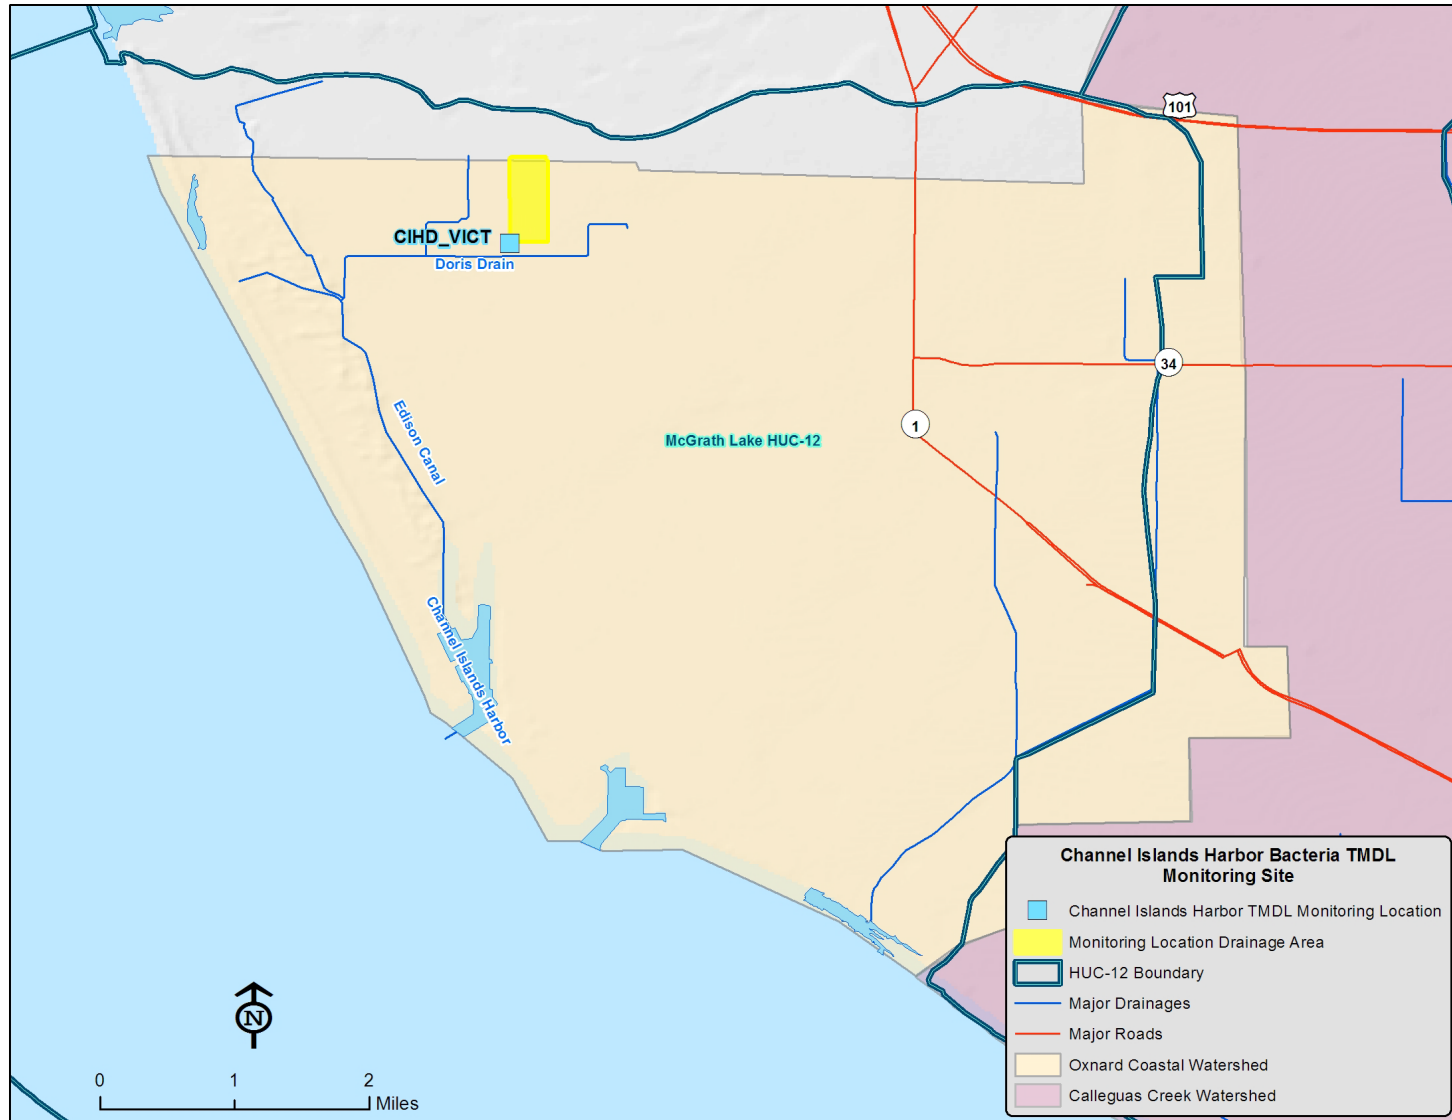 101
CIHD_VICT
Doris Drain
34
Edison Canal
1
McGrath Lake HUC-12
Channel Islands Harbor
Channel Islands Harbor Bacteria TMDL
Monitoring Site
Channel Islands Harbor TMDL Monitoring Location
Monitoring Location Drainage Area
HUC-12 Boundary
Major Drainages
Major Roads
Oxnard Coastal Watershed
Calleguas Creek Watershed
N
0 1 2
Miles